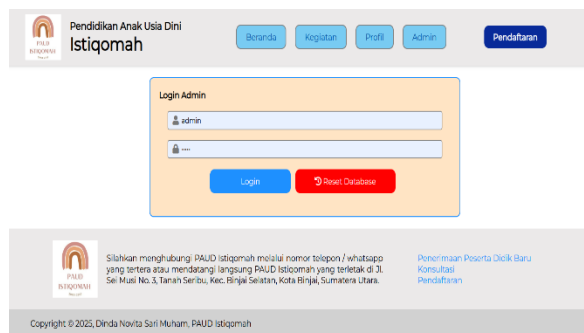 PAUD
ISTIQOMAH
Pendidikan Anak Usia Dini
Istiqomah
Beranda
Kegiatan
Profil
Admin
Pendaftaran
Login Admin
admin
....
Login
Reset Database
PAUD
ISTIQOMAH
Silahkan menghubungi PAUD Istiqomah melalui nomor telepon / whatsapp
yang tertera atau mendatangi langsung PAUD Istiqomah yang terletak di Jl.
Sei Musi No. 3, Tanah Seribu, Kec. Binjai Selatan, Kota Binjai, Sumatera Utara.
Penerimaan Peserta Didik Baru
Konsultasi
Pendaftaran
Copyright © 2025, Dinda Novita Sari Muham, PAUD Istiqomah